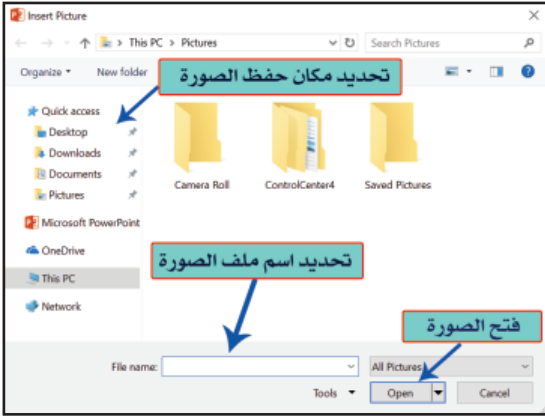 Insert Picture
This PC > Pictures
Search Pictures
Organize
New folder
تحديد مكان حفظ الصورة
Quick access
Desktop
Downloads
Documents
Pictures
Microsoft PowerPoint
OneDrive
This PC
Network
Camera Roll
ControlCenter4
Saved Pictures
تحديد اسم ملف الصورة
فتح الصورة
File name:
All Pictures
Tools
Open
Cancel